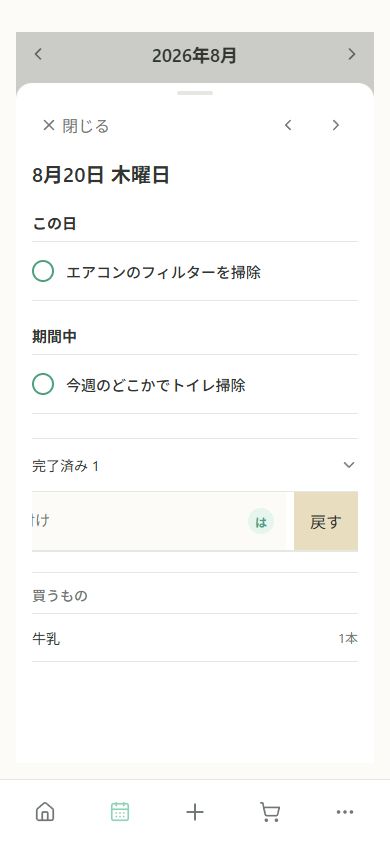 2026年8月
閉じる
8月20日 木曜日
この日
エアコンのフィルターを掃除
期間中
今週のどこかでトイレ掃除
完了済み 1
け
は
戻す
買うもの
牛乳
1本